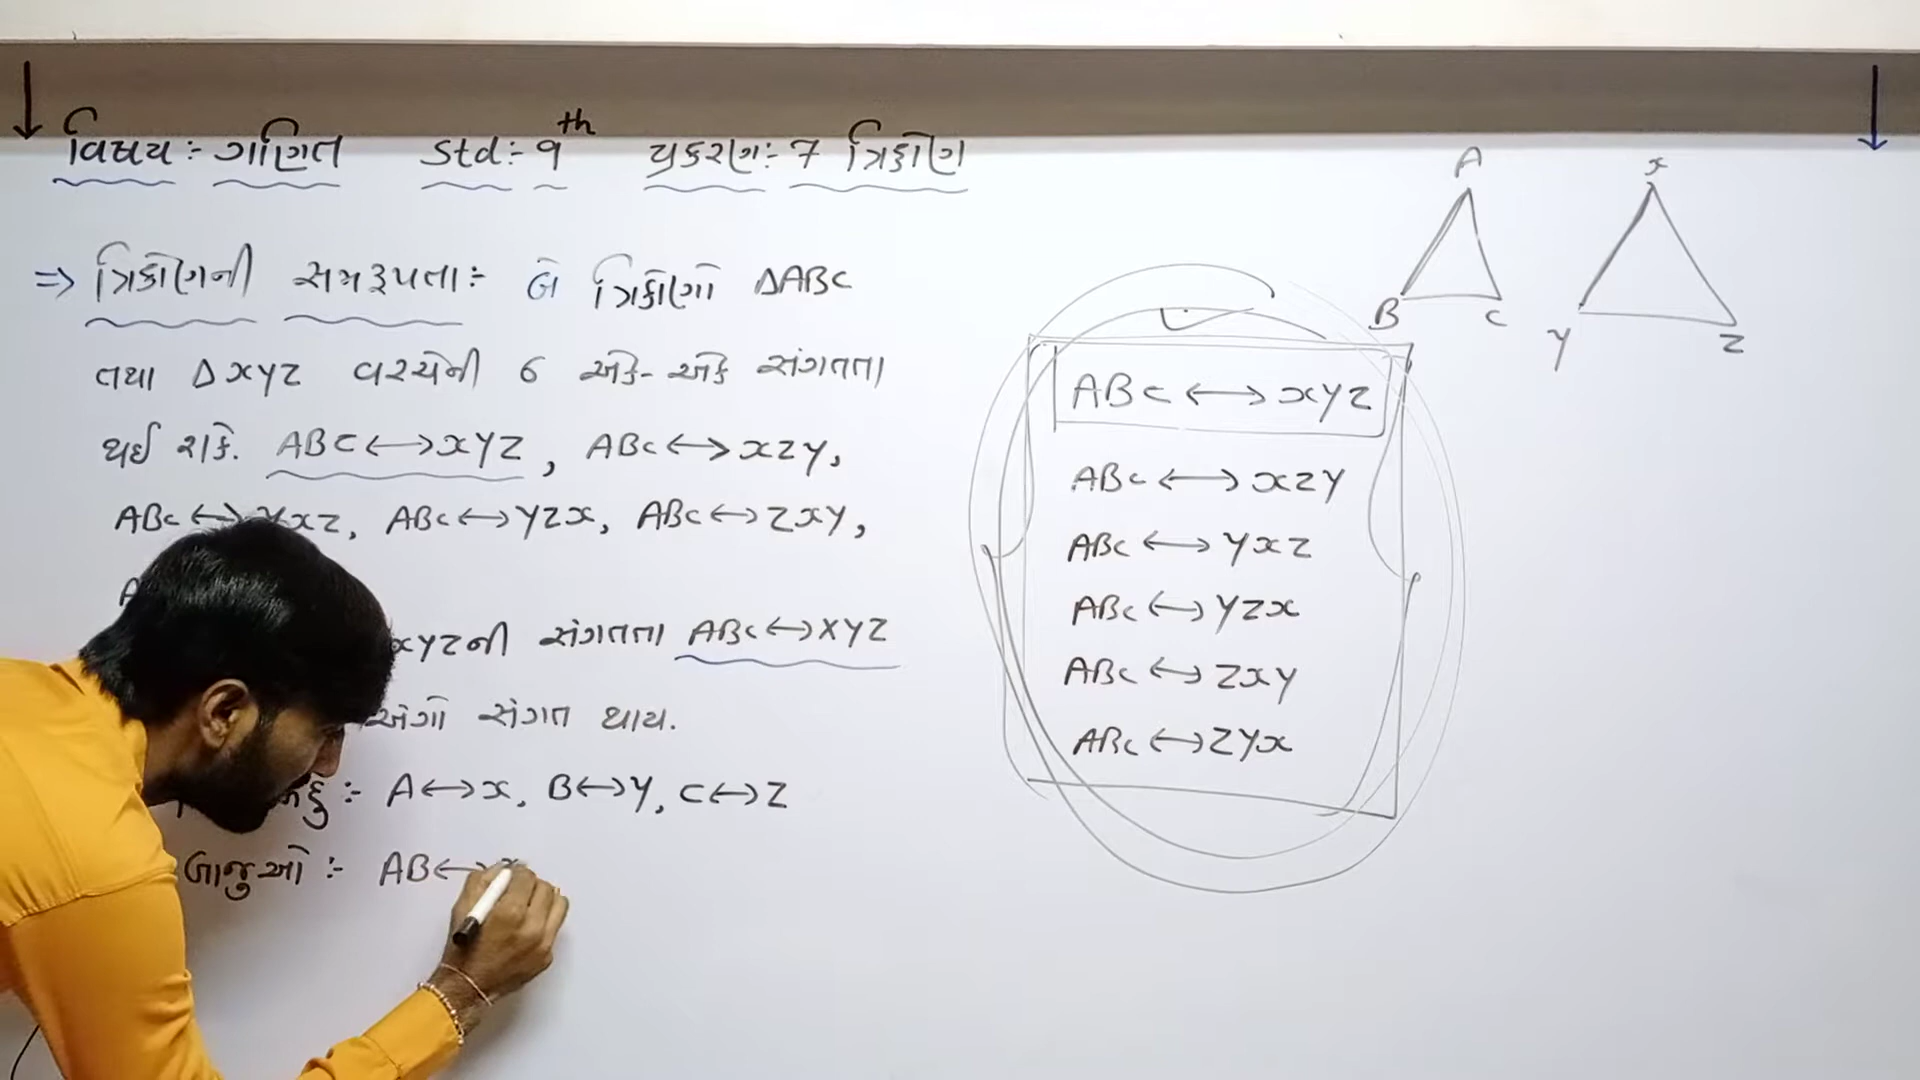 વિષય :- ગણિત Std :- 9th પ્રકરણ :- 7 ત્રિકોણ
⇒ ત્રિકોણની સમરૂપતા :- બે ત્રિકોણો ΔABC
તથા ΔXYZ વચ્ચેની 6 એક-એક સંગતતા
થઈ શકે. ABC ↔ XYZ, ABC ↔ XZY,
ABC ↔ YXZ, ABC ↔ YZX, ABC ↔ ZXY,
A
XYZની સંગતતા ABC ↔ XYZ
અંગો સંગત થાય.
:- A ↔ X, B ↔ Y, C ↔ Z
બાજુઓ :- AB ↔
A
B C
X
Y Z
ABC ↔ XYZ
ABC ↔ XZY
ABC ↔ YXZ
ABC ↔ YZX
ABC ↔ ZXY
ABC ↔ ZYX